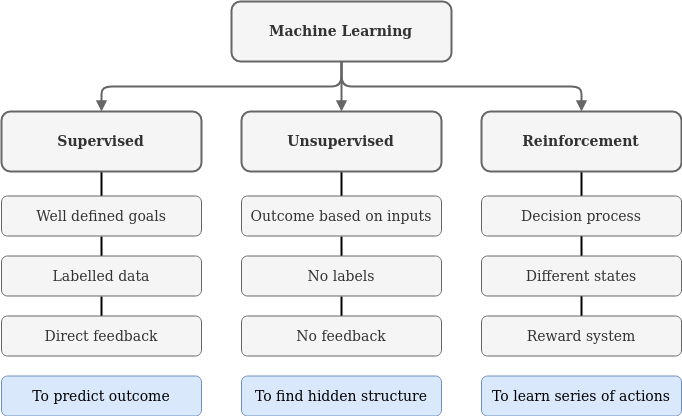 Machine Learning
Supervised
Unsupervised
Reinforcement
Well defined goals
Outcome based on inputs
Decision process
Labelled data
No labels
Different states
Direct feedback
No feedback
Reward system
To predict outcome
To find hidden structure
To learn series of actions